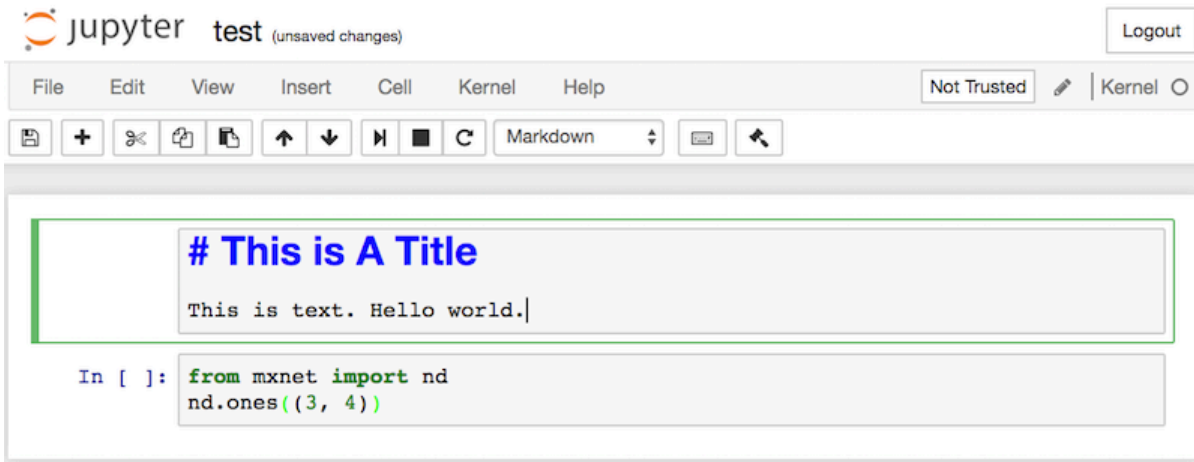 jupyter test (unsaved changes) Logout
File Edit View Insert Cell Kernel Help Not Trusted Kernel
Markdown
# This is A Title
This is text. Hello world.
In [ ]: from mxnet import nd
nd.ones((3, 4))